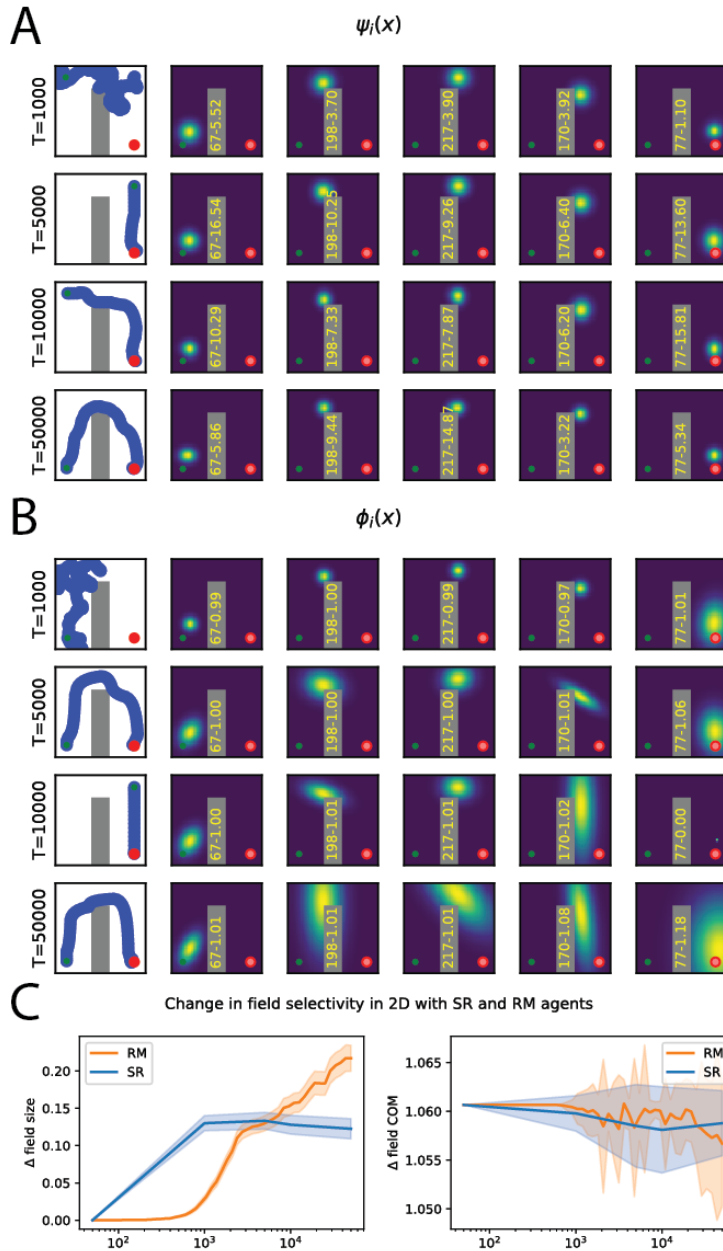 A
ψi(x)
T=1000
67-5.52
198-3.70
217-3.90
170-3.92
77-1.10
T=5000
67-16.54
198-10.25
217-9.26
170-6.40
77-13.60
T=10000
67-10.29
198-7.33
217-7.87
170-6.20
77-15.81
T=50000
67-5.86
198-9.44
217-14.87
170-3.22
77-5.34
B
ϕi(x)
T=1000
67-0.99
198-1.00
217-0.99
170-0.97
77-1.01
T=5000
67-1.00
198-1.00
217-1.00
170-1.01
77-1.06
T=10000
67-1.00
198-1.01
217-1.01
170-1.02
77-0.00
T=50000
67-1.01
198-1.01
217-1.01
170-1.08
77-1.18
C
Change in field selectivity in 2D with SR and RM agents
Δ field size
0.20
0.15
0.10
0.05
0.00
RM
SR
10²
10³
10⁴
Δ field COM
1.065
1.060
1.055
1.050
RM
SR
10²
10³
10⁴